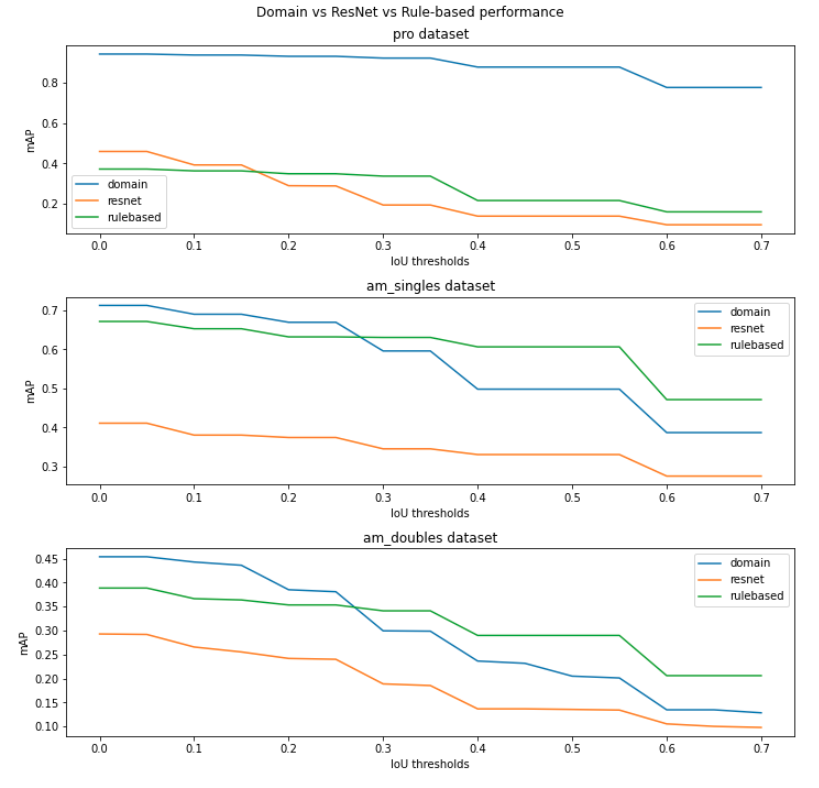 Domain vs ResNet vs Rule-based performance
pro dataset
mAP
0.8
0.6
0.4
0.2
domain
resnet
rulebased
0.0 0.1 0.2 0.3 0.4 0.5 0.6 0.7
IoU thresholds
am_singles dataset
mAP
0.7
0.6
0.5
0.4
0.3
domain
resnet
rulebased
0.0 0.1 0.2 0.3 0.4 0.5 0.6 0.7
IoU thresholds
am_doubles dataset
mAP
0.45
0.40
0.35
0.30
0.25
0.20
0.15
0.10
domain
resnet
rulebased
0.0 0.1 0.2 0.3 0.4 0.5 0.6 0.7
IoU thresholds